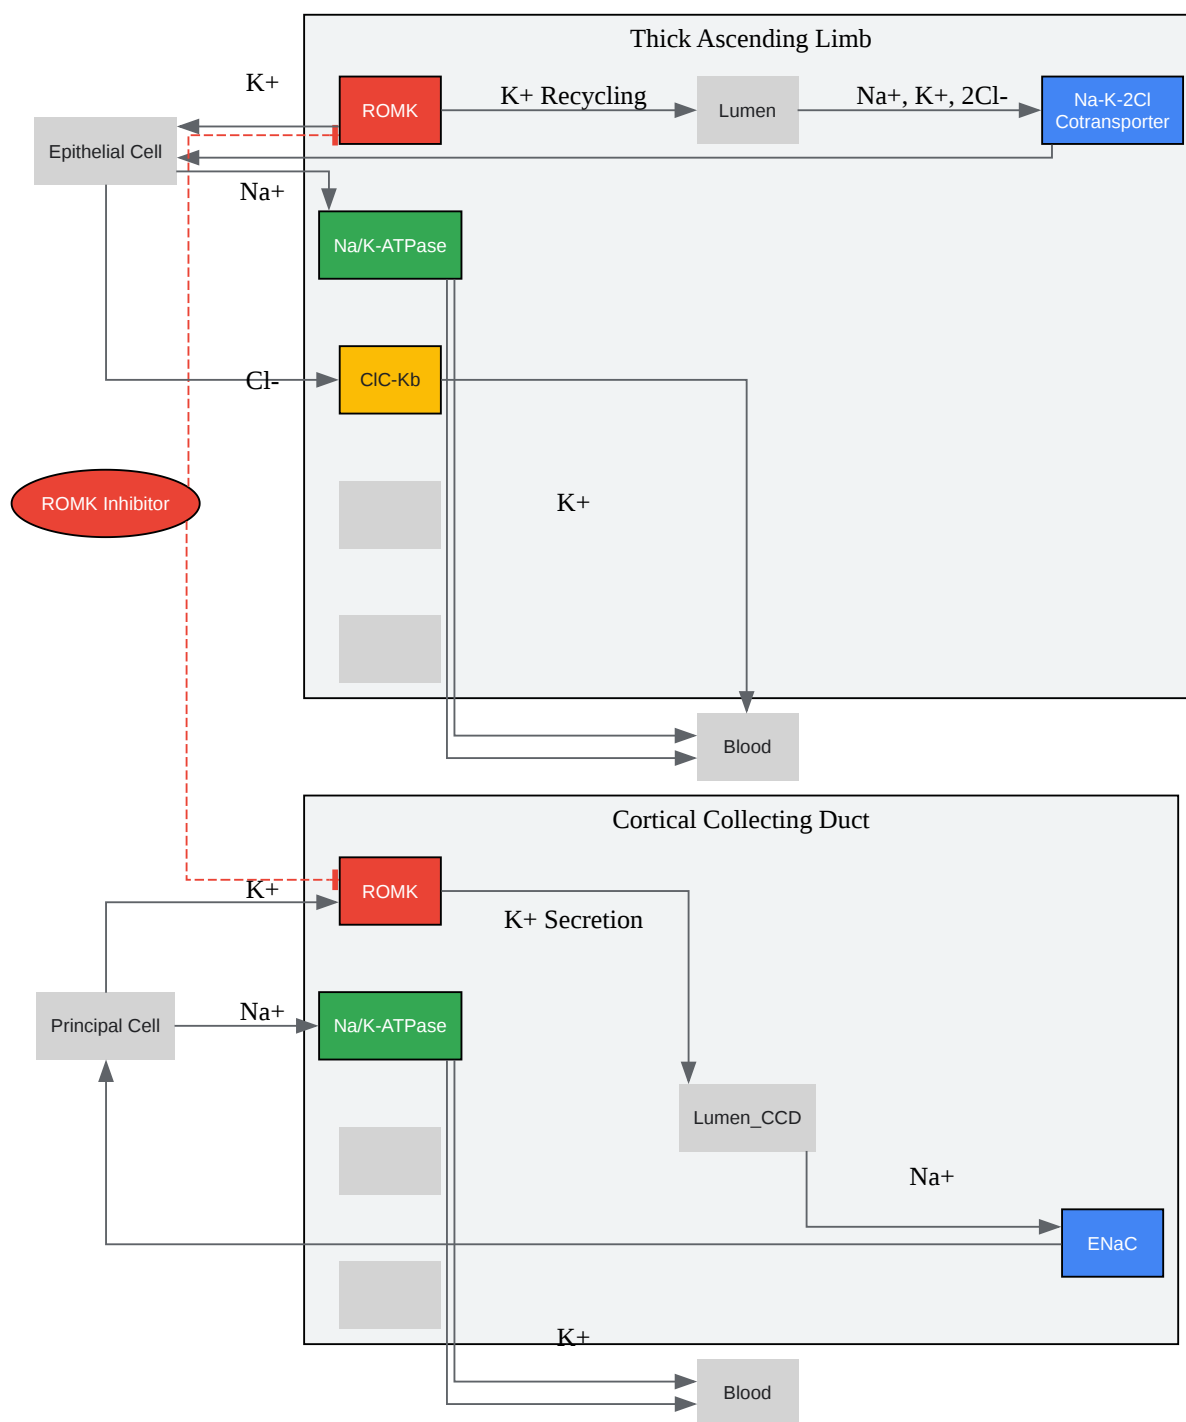 Thick Ascending Limb
K+
ROMK
K+ Recycling
Lumen
Na+, K+, 2Cl-
Na-K-2Cl
Cotransporter
Epithelial Cell
Na+
Na/K-ATPase
Cl-
ClC-Kb
ROMK Inhibitor
K+
Blood
Cortical Collecting Duct
K+
ROMK
K+ Secretion
Principal Cell
Na+
Na/K-ATPase
Lumen_CCD
Na+
ENaC
K+
Blood